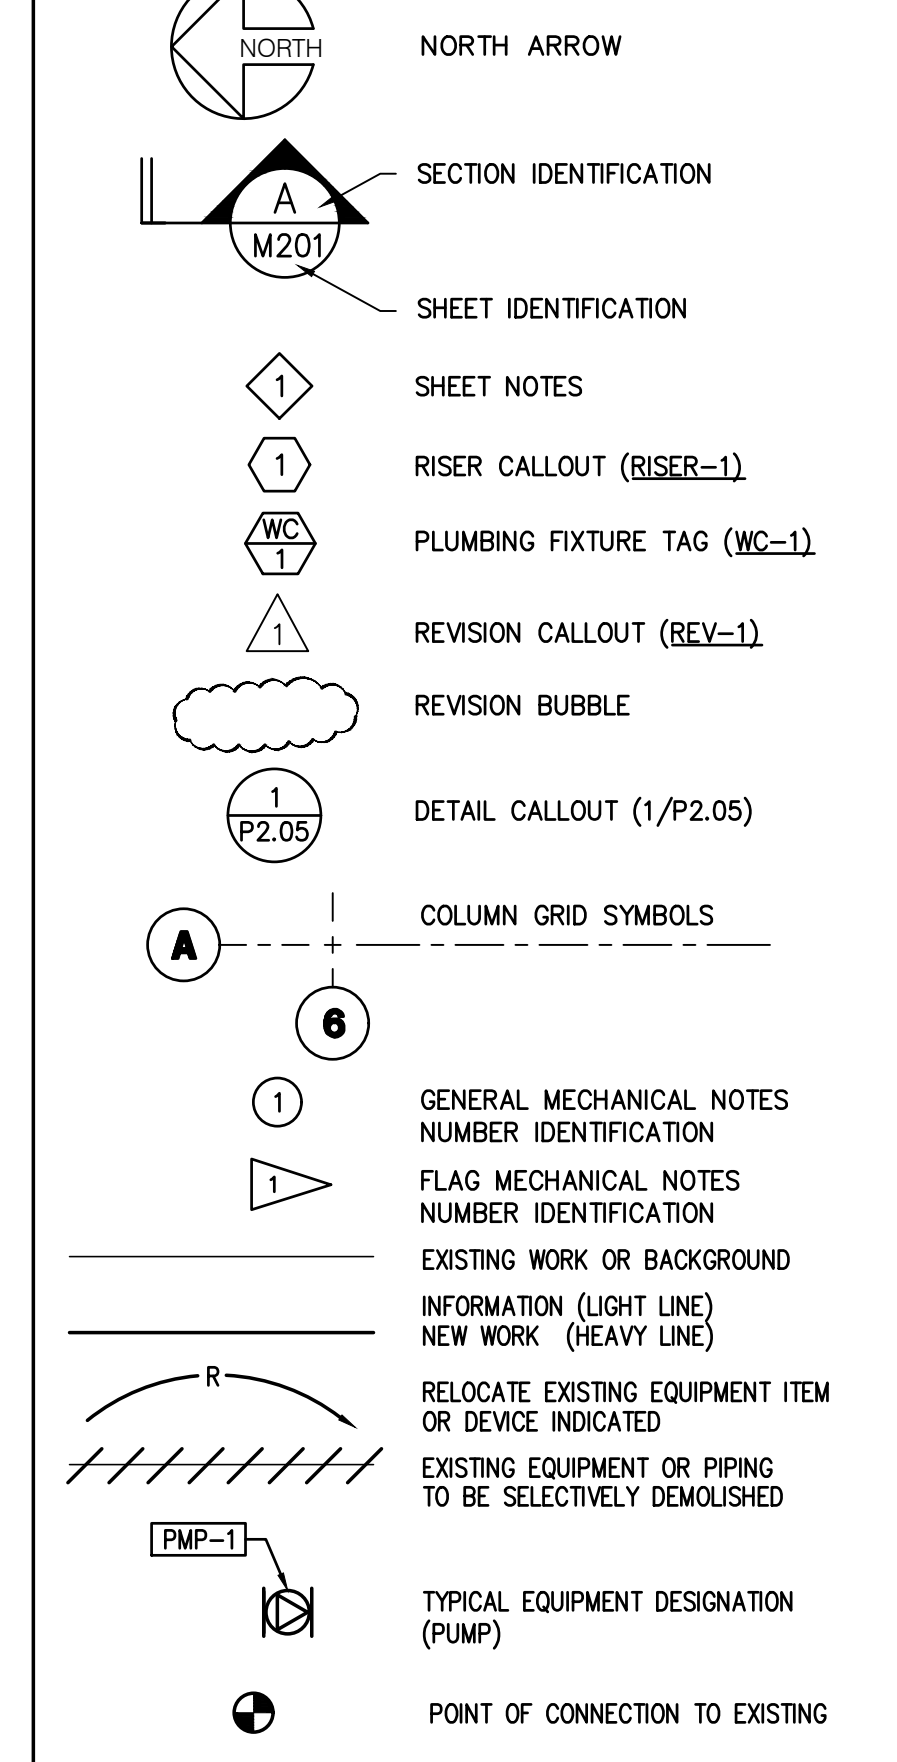 NORTH NORTH ARROW
A SECTION IDENTIFICATION
M201
SHEET IDENTIFICATION
1 SHEET NOTES
1 RISER CALLOUT (RISER-1)
WC
1 PLUMBING FIXTURE TAG (WC-1)
1 REVISION CALLOUT (REV-1)
REVISION BUBBLE
1
P2.05 DETAIL CALLOUT (1/P2.05)
COLUMN GRID SYMBOLS
A
6
1 GENERAL MECHANICAL NOTES
NUMBER IDENTIFICATION
1 FLAG MECHANICAL NOTES
NUMBER IDENTIFICATION
EXISTING WORK OR BACKGROUND
INFORMATION (LIGHT LINE)
NEW WORK (HEAVY LINE)
R RELOCATE EXISTING EQUIPMENT ITEM
OR DEVICE INDICATED
EXISTING EQUIPMENT OR PIPING
TO BE SELECTIVELY DEMOLISHED
PMP-1
TYPICAL EQUIPMENT DESIGNATION
(PUMP)
POINT OF CONNECTION TO EXISTING